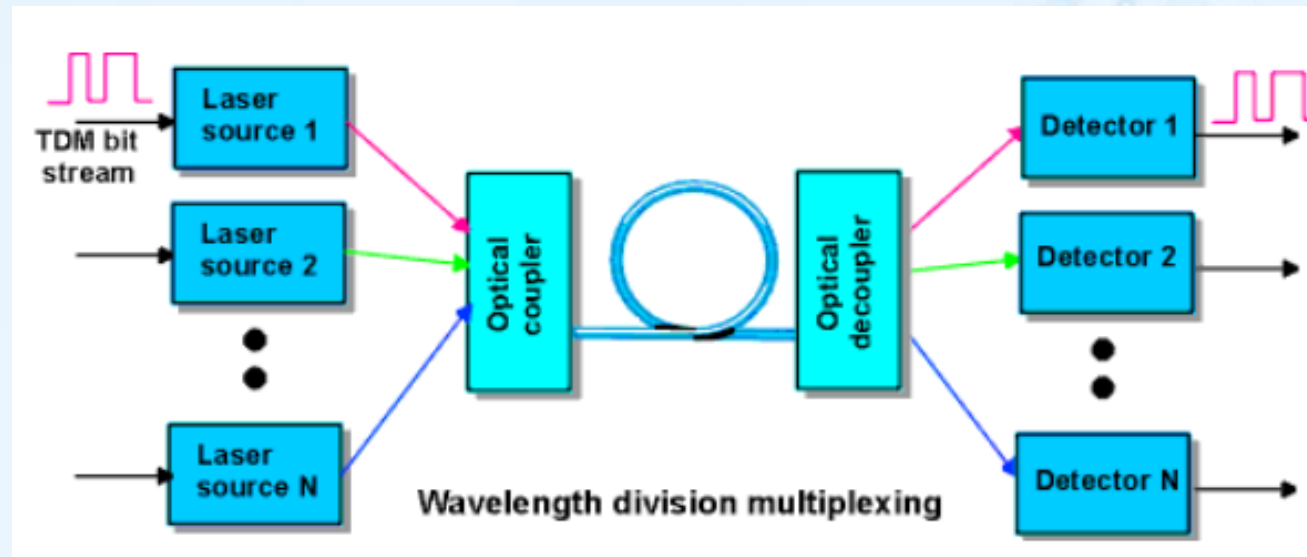 TDM bit
stream
Laser
source 1
Laser
source 2
Laser
source N
Optical
coupler
Optical
decoupler
Detector 1
Detector 2
Detector N
Wavelength division multiplexing